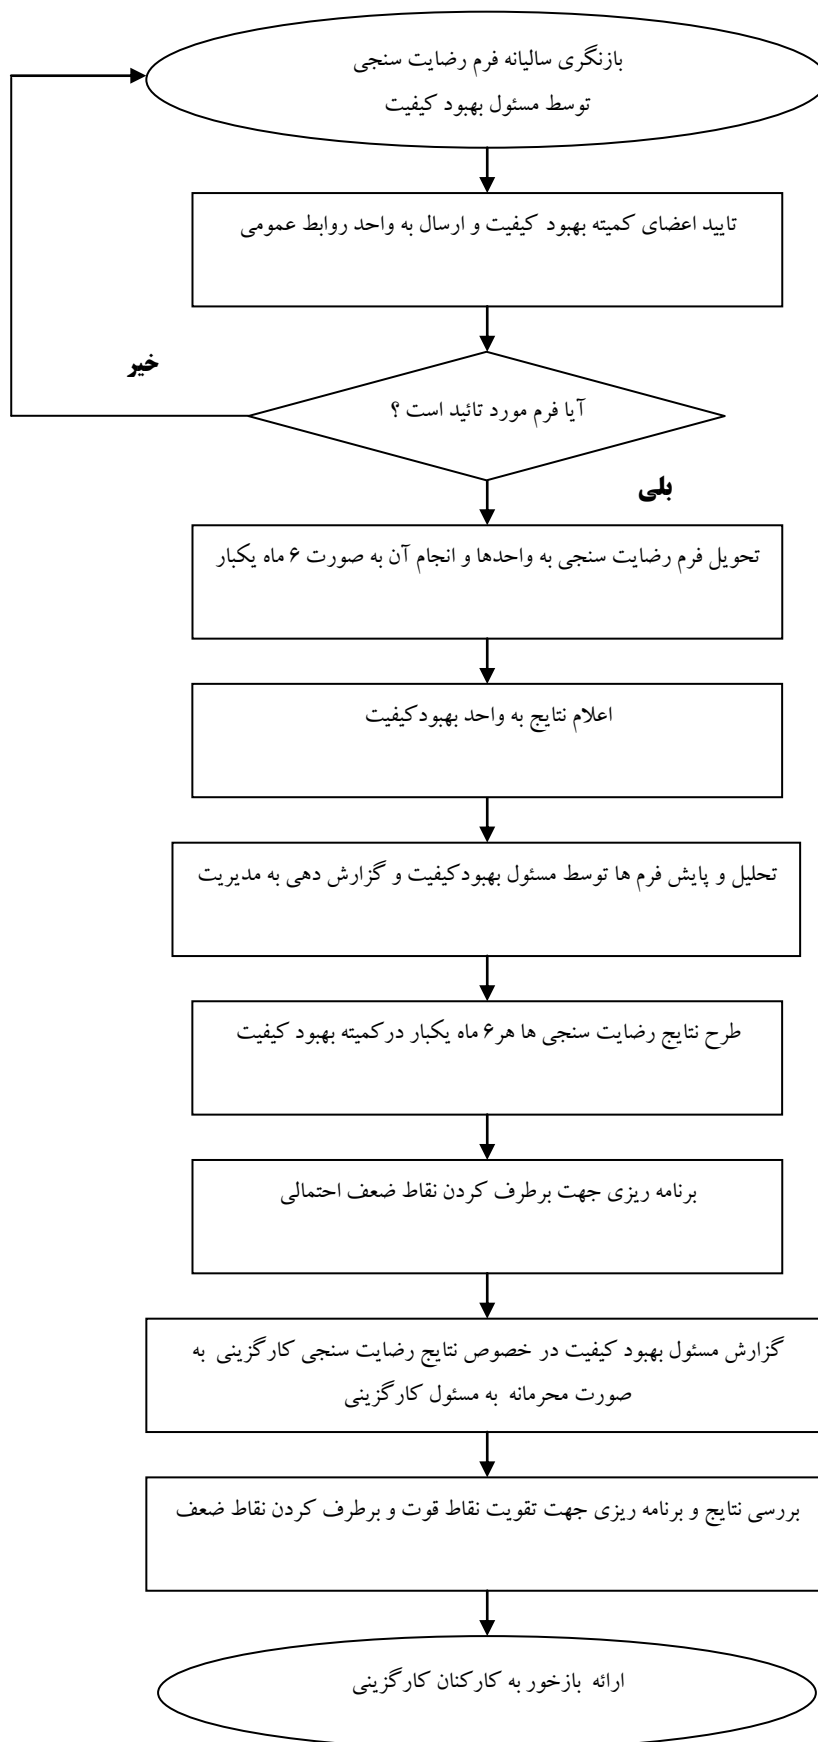 بازنگری سالیانه فرم رضایت سنجی
توسط مسئول بهبود کیفیت
تایید اعضای کمیته بهبود کیفیت و ارسال به واحد روابط عمومی
خیر
آیا فرم مورد تائید است ؟
بلی
تحویل فرم رضایت سنجی به واحدها و انجام آن به صورت ۶ ماه یکبار
اعلام نتایج به واحد بهبودکیفیت
تحلیل و پایش فرم ها توسط مسئول بهبودکیفیت و گزارش دهی به مدیریت
طرح نتایج رضایت سنجی ها هر۶ ماه یکبار درکمیته بهبود کیفیت
برنامه ریزی جهت برطرف کردن نقاط ضعف احتمالی
گزارش مسئول بهبود کیفیت در خصوص نتایج رضایت سنجی کارگزینی به
صورت محرمانه به مسئول کارگزینی
بررسی نتایج و برنامه ریزی جهت تقویت نقاط قوت و برطرف کردن نقاط ضعف
ارائه بازخور به کارکنان کارگزینی